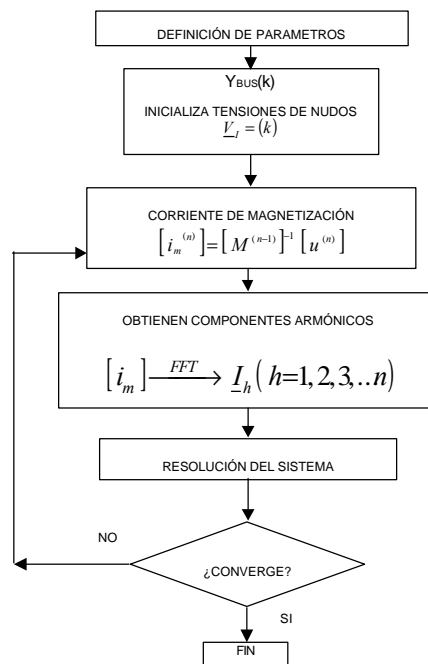 DEFINICIÓN DE PARAMETROS
YBUS(k)
INICIALIZA TENSIONES DE NUDOS
V_I = (k)
CORRIENTE DE MAGNETIZACIÓN
[i_m^(n)]=[M^(n-1)]^-1 [u^(n)]
OBTIENEN COMPONENTES ARMÓNICOS
[i_m] FFT→ I_h(h=1,2,3,..n)
RESOLUCIÓN DEL SISTEMA
NO
¿CONVERGE?
SI
FIN